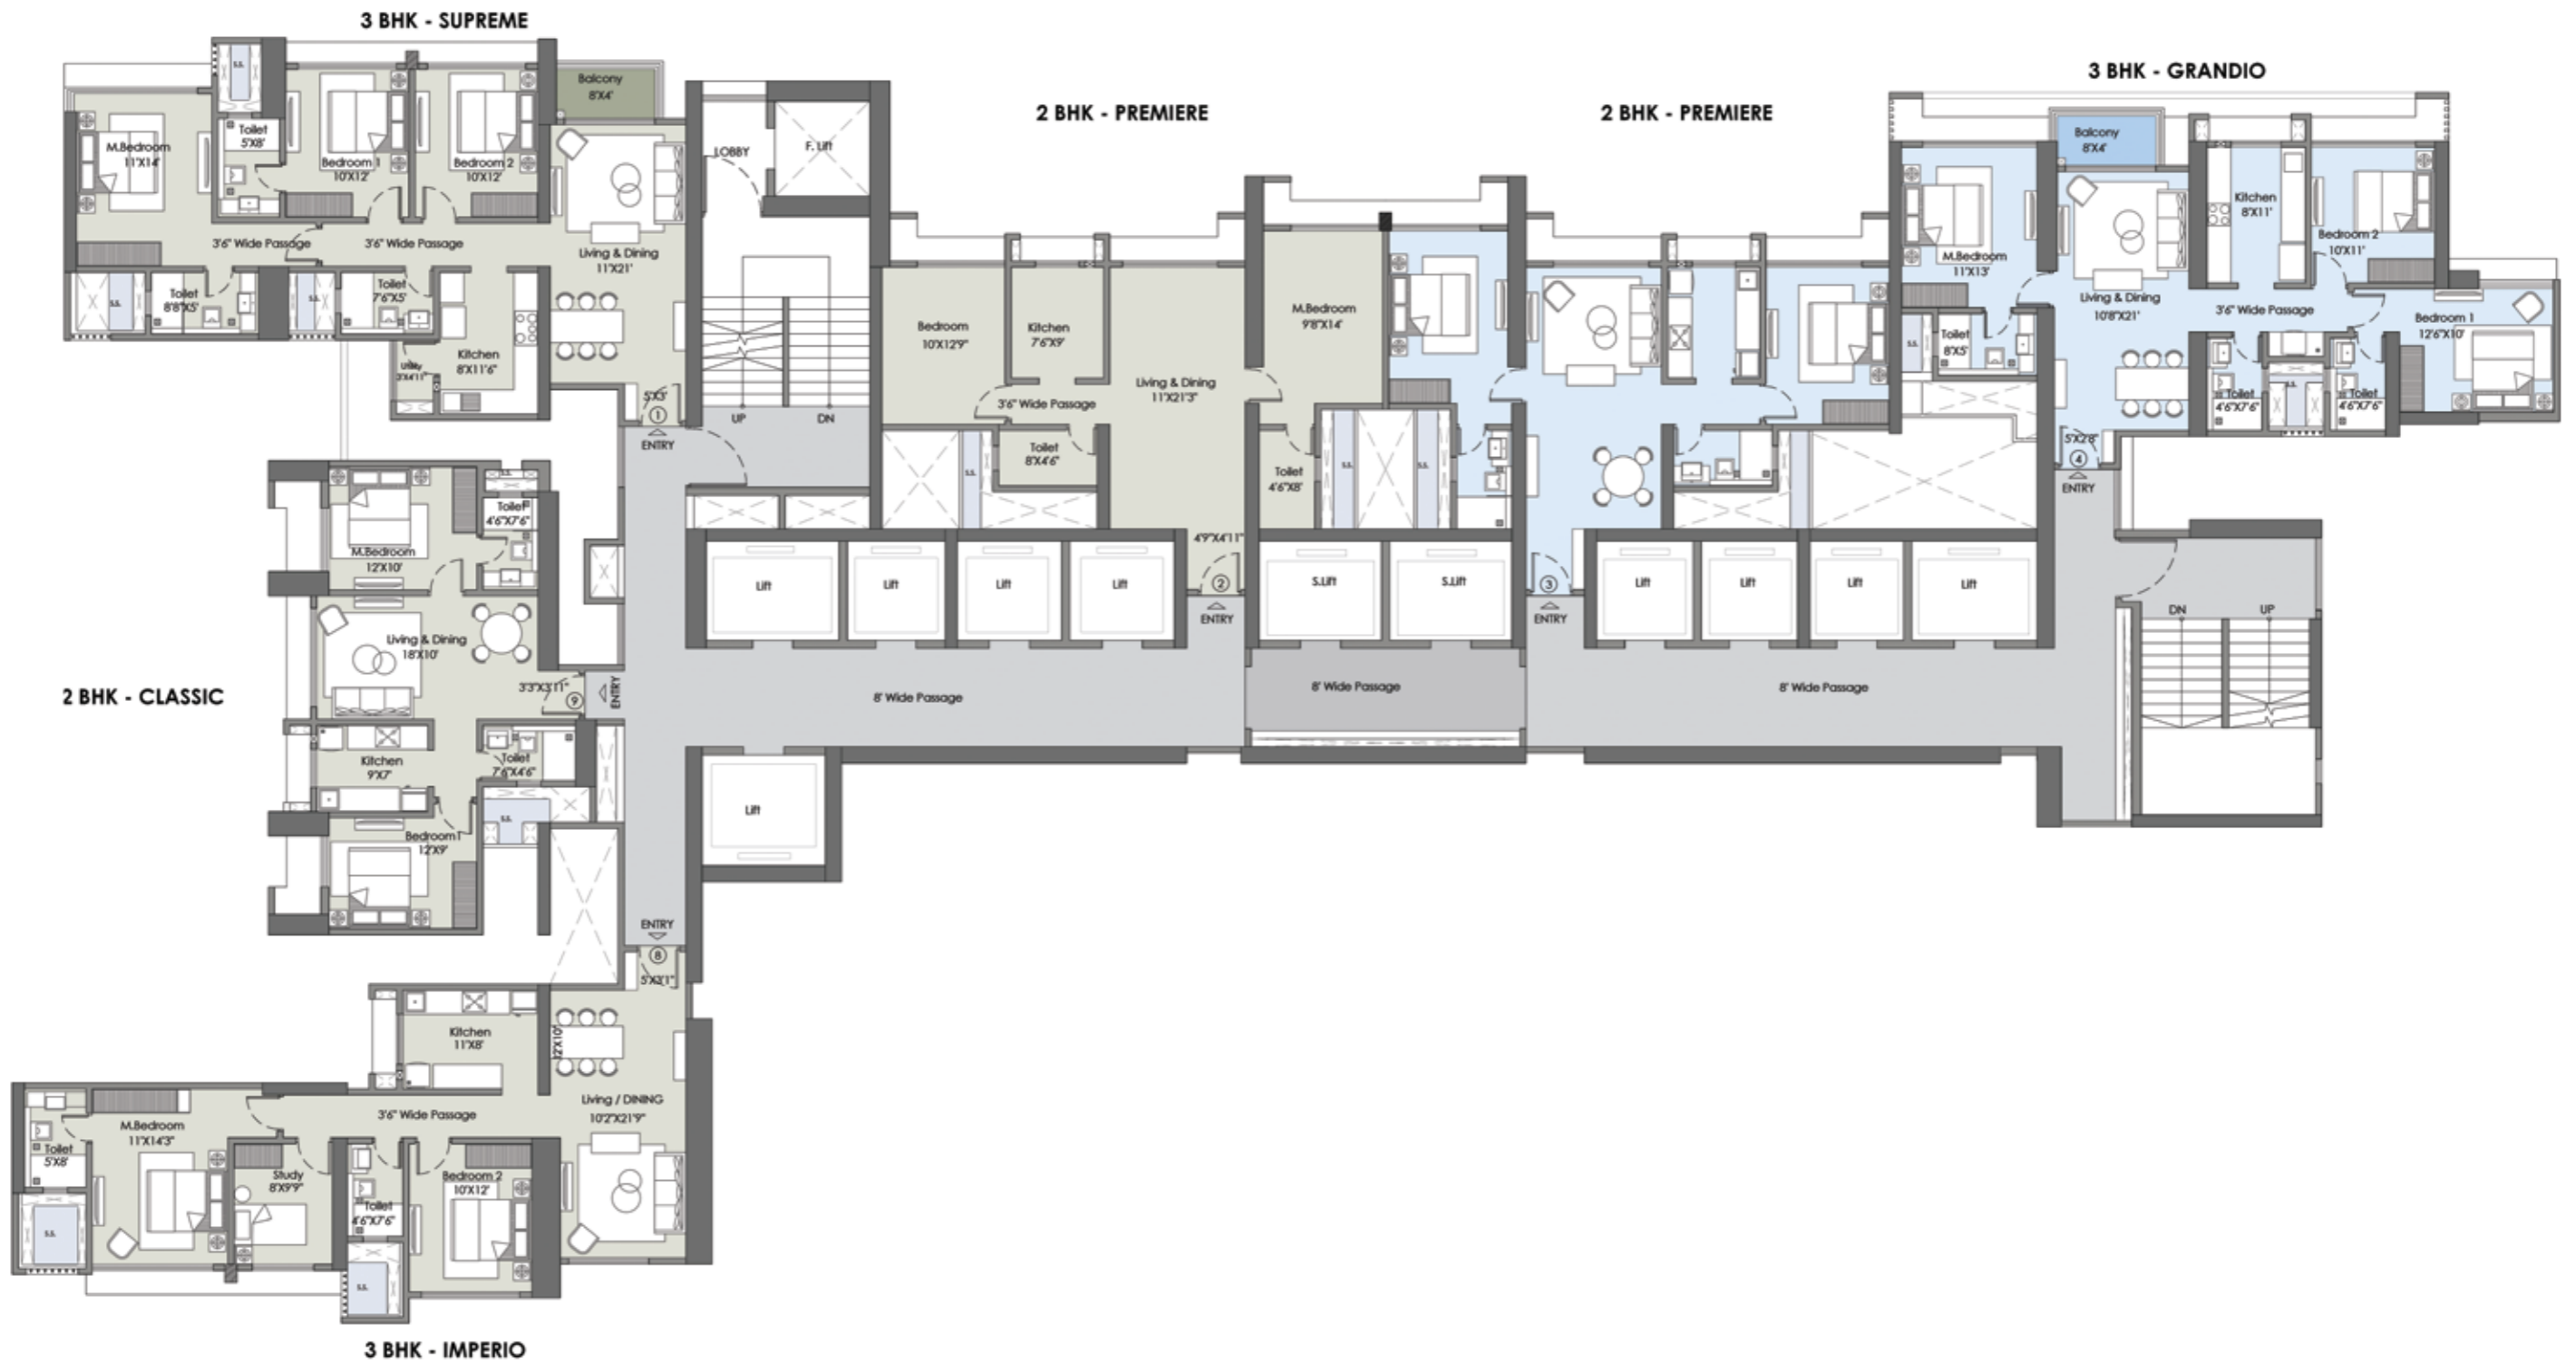 3 BHK - SUPREME
S.S.
M.Bedroom
11'X14'
Toilet
5'X8'
Bedroom 1
10'X12'
Bedroom 2
10'X12'
Balcony
8'X4'
3'6" Wide Passage
3'6" Wide Passage
Living & Dining
11'X21'
S.S.
Toilet
8'8"X5'
S.S.
Toilet
7'6"X5'
Kitchen
8'X11'6"
Utility
5'X3'
1
ENTRY
LOBBY
F. Lift
UP
DN
2 BHK - PREMIERE
Bedroom
10'X12'9"
Kitchen
7'6"X9'
Living & Dining
11'X21'3"
3'6" Wide Passage
Toilet
8'X4'6"
S.S.
M.Bedroom
9'8"X14'
Toilet
4'6"X8'
S.S.
S.S.
4'9"X4'11"
2
ENTRY
2 BHK - PREMIERE
3
ENTRY
3 BHK - GRANDIO
Balcony
8'X4'
M.Bedroom
11'X13'
Kitchen
8'X11'
Bedroom 2
10'X11'
Living & Dining
10'8"X21'
3'6" Wide Passage
Bedroom 1
12'6"X10'
S.S.
Toilet
8'X5'
Toilet
4'6"X7'6"
S.S.
Toilet
4'6"X7'6"
5'X2'8"
4
ENTRY
DN
UP
Lift
Lift
Lift
Lift
S.Lift
S.Lift
Lift
Lift
Lift
Lift
8' Wide Passage
8' Wide Passage
8' Wide Passage
Lift
2 BHK - CLASSIC
S.S.
M.Bedroom
12'X10'
Toilet
4'6"X7'6"
Living & Dining
18'X10'
3'3"X3'11"
9
ENTRY
Kitchen
9'X7'
Toilet
7'6"X4'6"
S.S.
Bedroom 1
12'X9'
ENTRY
8
5'X3'1"
Kitchen
11'X8'
12'X10'
Living / DINING
10'2"X21'9"
3'6" Wide Passage
M.Bedroom
11'X14'3"
Toilet
5'X8'
S.S.
Study
8'X9'9"
Toilet
4'6"X7'6"
S.S.
Bedroom 2
10'X12'
3 BHK - IMPERIO